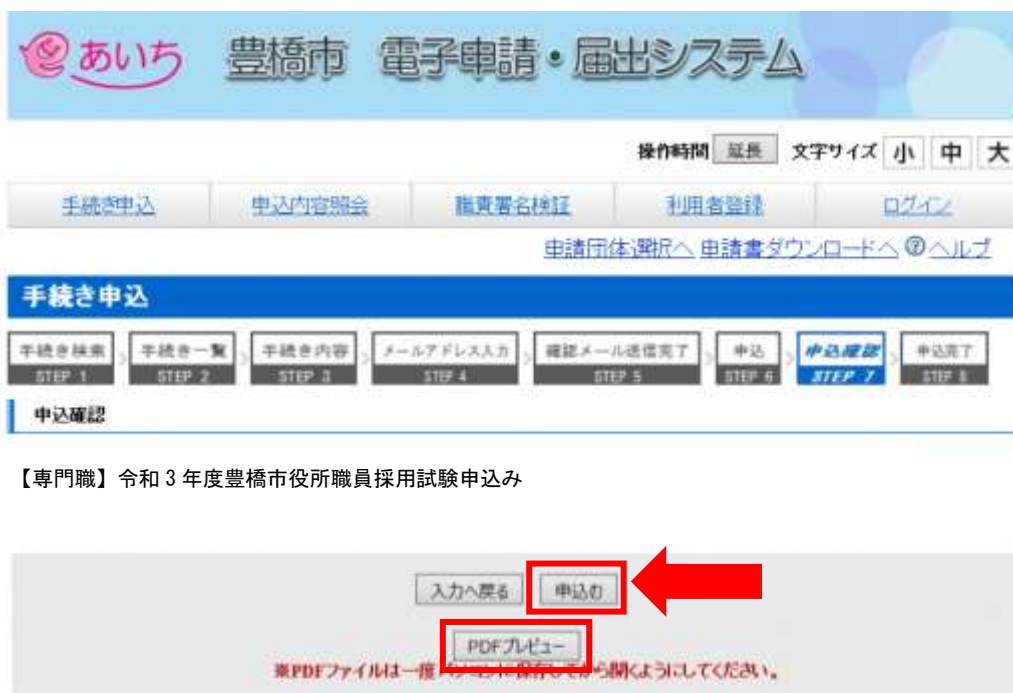 あいち 豊橋市 電子申請・届出システム
操作時間 延長 文字サイズ 小 中 大
手続き申込 申込内容照会 職責署名検証 利用者登録 ログイン
申請団体選択へ 申請書ダウンロードへ ?ヘルプ
手続き申込
手続き検索 手続き一覧 手続き内容 メールアドレス入力 確認メール送信完了 申込 申込確認 申込完了
STEP 1 STEP 2 STEP 3 STEP 4 STEP 5 STEP 6 STEP 7 STEP 8
申込確認
【専門職】令和3年度豊橋市役所職員採用試験申込み
入力へ戻る 申込む
PDFプレビュー
※PDFファイルは一度パソコンに保存してから開くようにしてください。